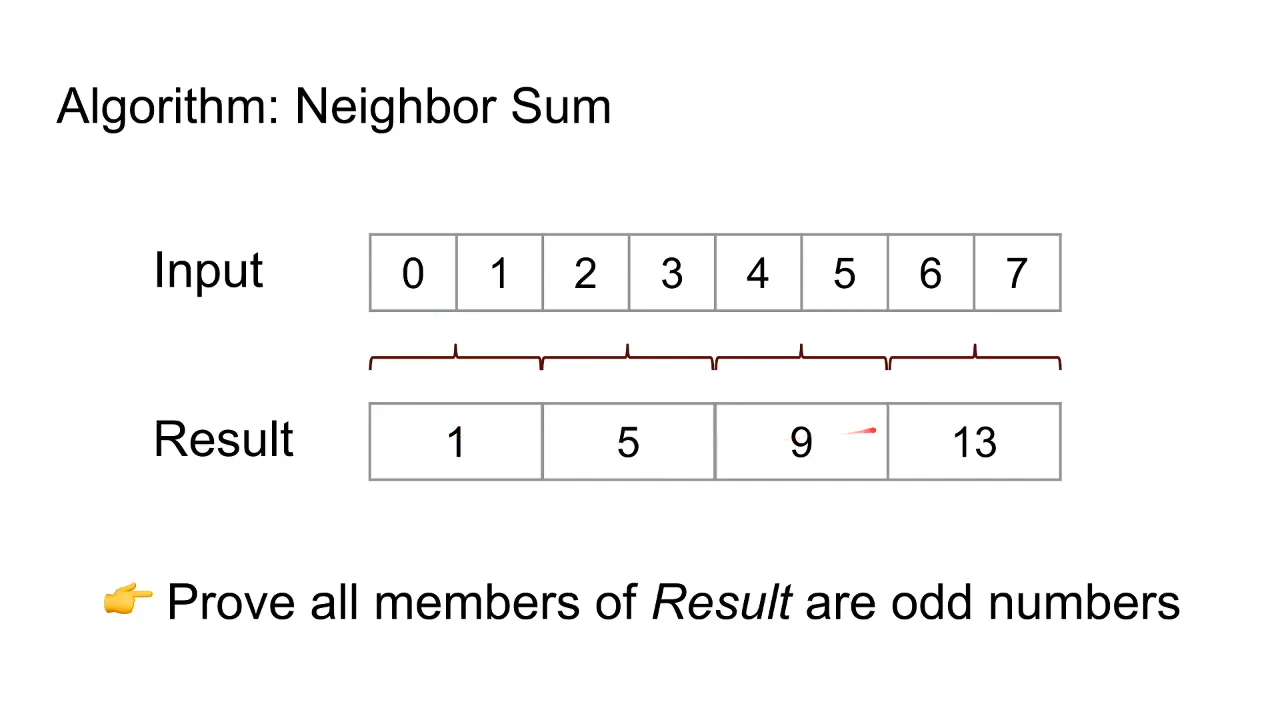 Algorithm: Neighbor Sum
Input 0 1 2 3 4 5 6 7
Result 1 5 9 13
👉 Prove all members of Result are odd numbers